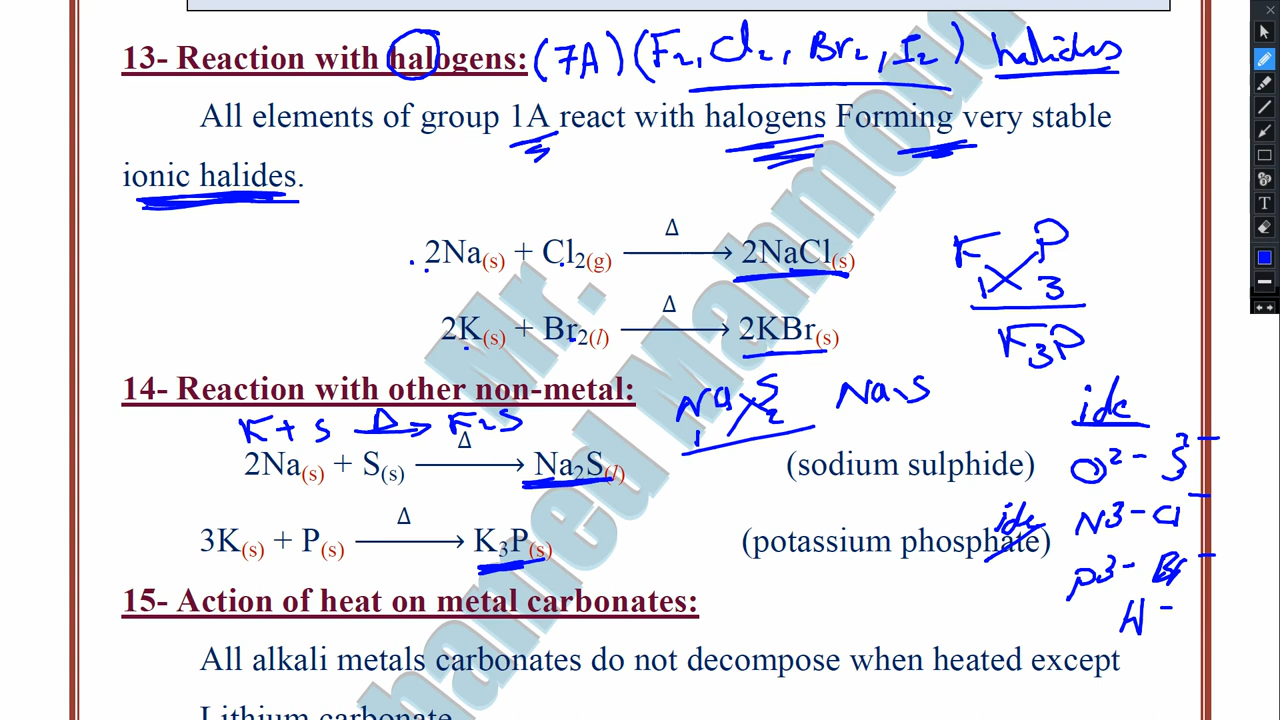 13- Reaction with halogens: (7A) (F2, Cl2, Br2, I2) halides
All elements of group 1A react with halogens Forming very stable
ionic halides.
2Na(s) + Cl2(g) —Δ→ 2NaCl(s)
2K(s) + Br2(l) —Δ→ 2KBr(s)
K P
1 3
K3P
14- Reaction with other non-metal:
Na S Na2S
1 2
K + S —Δ→ K2S
2Na(s) + S(s) —Δ→ Na2S(l) (sodium sulphide)
3K(s) + P(s) —Δ→ K3P(s) (potassium phosphate)
ide
ide
O2- S2-
N3- Cl-
P3- Br-
H-
15- Action of heat on metal carbonates:
All alkali metals carbonates do not decompose when heated except
Lithium carbonate
Mr.
Mohamed Mahmoud